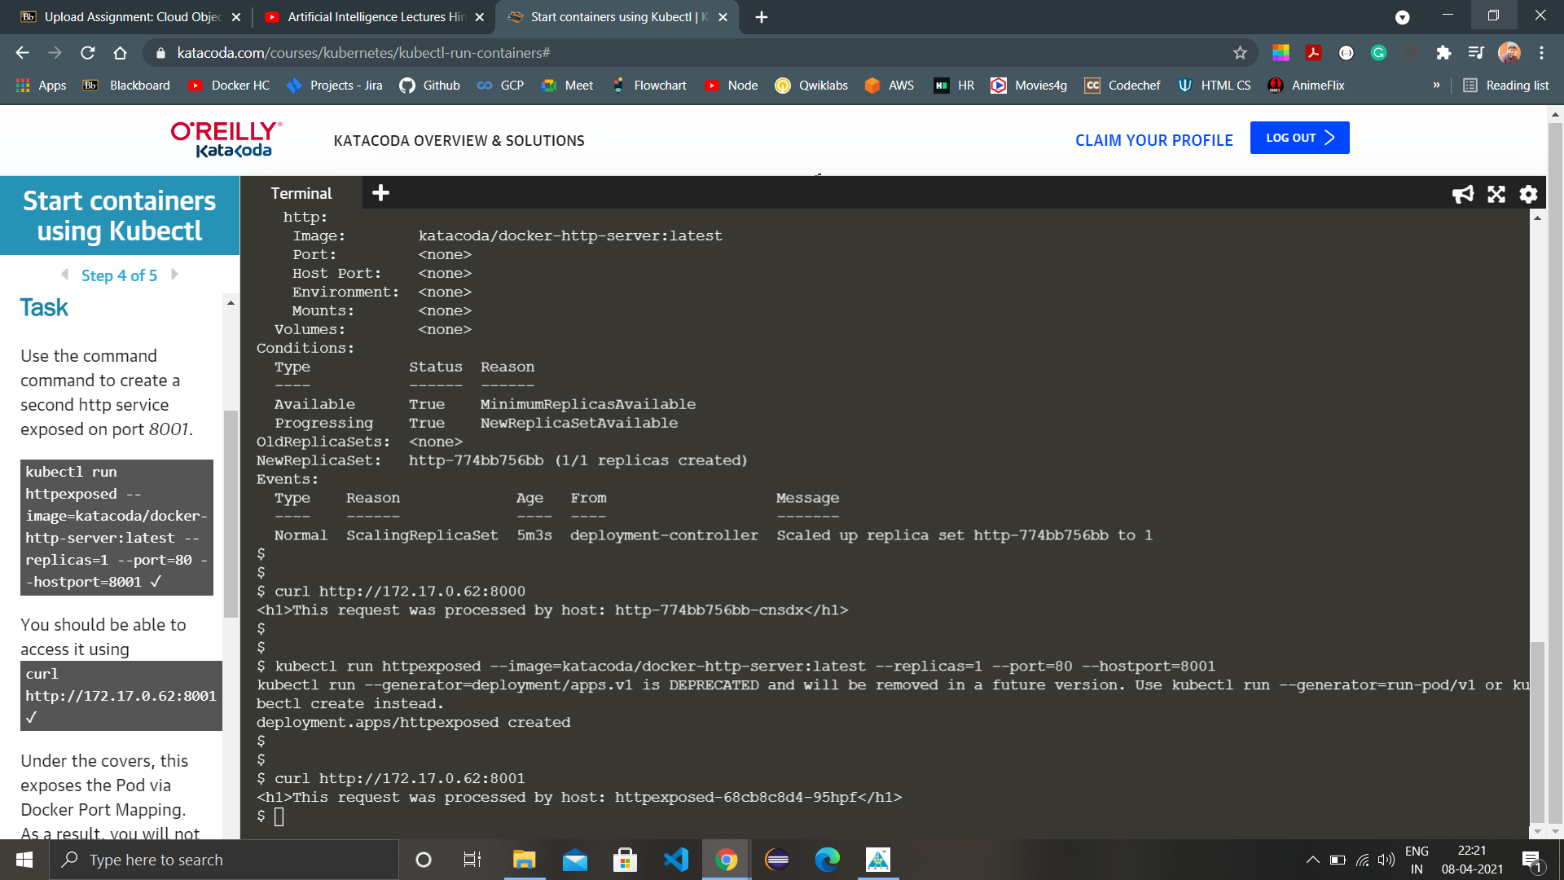 Upload Assignment: Cloud Objec
Artificial Intelligence Lectures Hin
Start containers using Kubectl | K
katacoda.com/courses/kubernetes/kubectl-run-containers#
Apps
Bb Blackboard
Docker HC
Projects - Jira
Github
GCP
Meet
Flowchart
Node
Qwiklabs
AWS
HR
Movies4g
CC Codechef
HTML CS
AnimeFlix
»
Reading list
O'REILLY
Katacoda
KATACODA OVERVIEW & SOLUTIONS
CLAIM YOUR PROFILE
LOG OUT
Start containers
using Kubectl
Step 4 of 5
Task
Use the command
command to create a
second http service
exposed on port 8001.
kubectl run
httpexposed --
image=katacoda/docker-
http-server:latest --
replicas=1 --port=80 -
-hostport=8001 ✓
You should be able to
access it using
curl
http://172.17.0.62:8001
✓
Under the covers, this
exposes the Pod via
Docker Port Mapping.
As a result, you will not
Terminal
http:
Image: katacoda/docker-http-server:latest
Port: <none>
Host Port: <none>
Environment: <none>
Mounts: <none>
Volumes: <none>
Conditions:
Type Status Reason
---- ------ ------
Available True MinimumReplicasAvailable
Progressing True NewReplicaSetAvailable
OldReplicaSets: <none>
NewReplicaSet: http-774bb756bb (1/1 replicas created)
Events:
Type Reason Age From Message
---- ------ ---- ---- -------
Normal ScalingReplicaSet 5m3s deployment-controller Scaled up replica set http-774bb756bb to 1
$
$
$ curl http://172.17.0.62:8000
<h1>This request was processed by host: http-774bb756bb-cnsdx</h1>
$
$
$ kubectl run httpexposed --image=katacoda/docker-http-server:latest --replicas=1 --port=80 --hostport=8001
kubectl run --generator=deployment/apps.v1 is DEPRECATED and will be removed in a future version. Use kubectl run --generator=run-pod/v1 or ku
bectl create instead.
deployment.apps/httpexposed created
$
$
$ curl http://172.17.0.62:8001
<h1>This request was processed by host: httpexposed-68cb8c8d4-95hpf</h1>
$
Type here to search
ENG
IN
22:21
08-04-2021
1